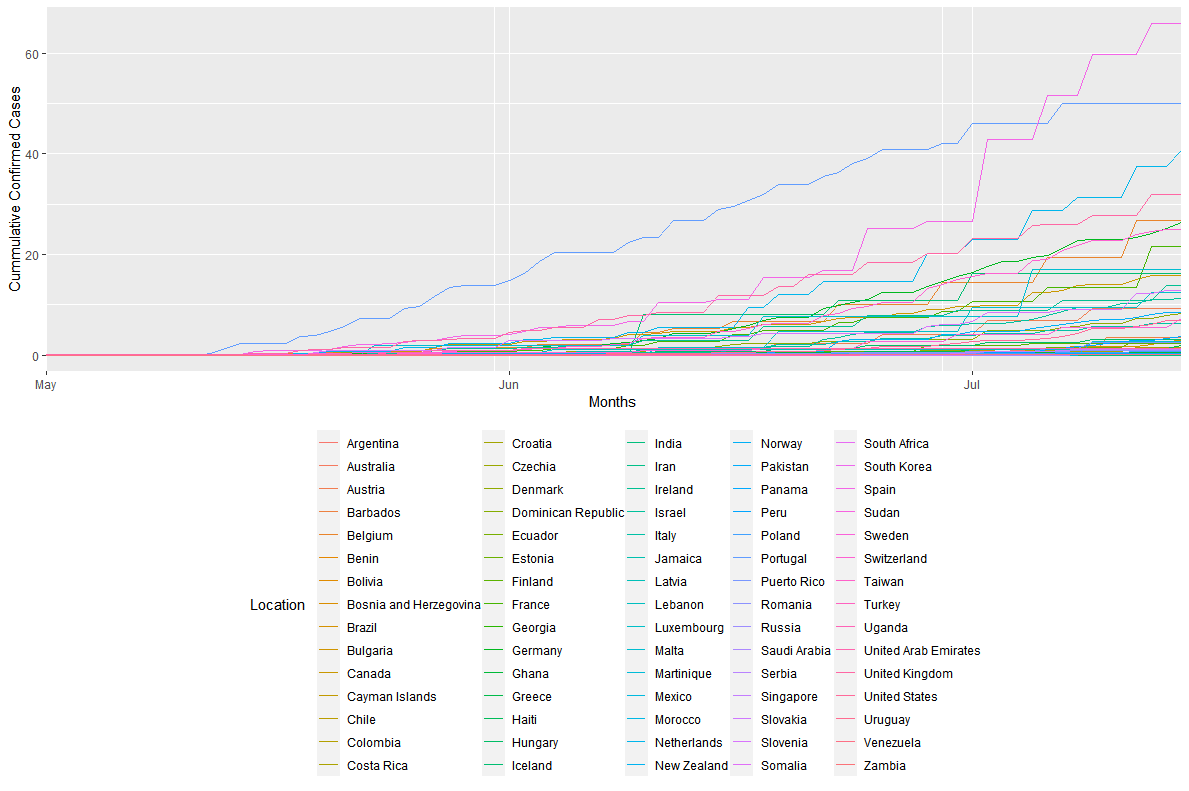 60
40
20
0
Cummulative Confirmed Cases
May
Jun
Jul
Months
Location
Argentina
Australia
Austria
Barbados
Belgium
Benin
Bolivia
Bosnia and Herzegovina
Brazil
Bulgaria
Canada
Cayman Islands
Chile
Colombia
Costa Rica
Croatia
Czechia
Denmark
Dominican Republic
Ecuador
Estonia
Finland
France
Georgia
Germany
Ghana
Greece
Haiti
Hungary
Iceland
India
Iran
Ireland
Israel
Italy
Jamaica
Latvia
Lebanon
Luxembourg
Malta
Martinique
Mexico
Morocco
Netherlands
New Zealand
Norway
Pakistan
Panama
Peru
Poland
Portugal
Puerto Rico
Romania
Russia
Saudi Arabia
Serbia
Singapore
Slovakia
Slovenia
Somalia
South Africa
South Korea
Spain
Sudan
Sweden
Switzerland
Taiwan
Turkey
Uganda
United Arab Emirates
United Kingdom
United States
Uruguay
Venezuela
Zambia